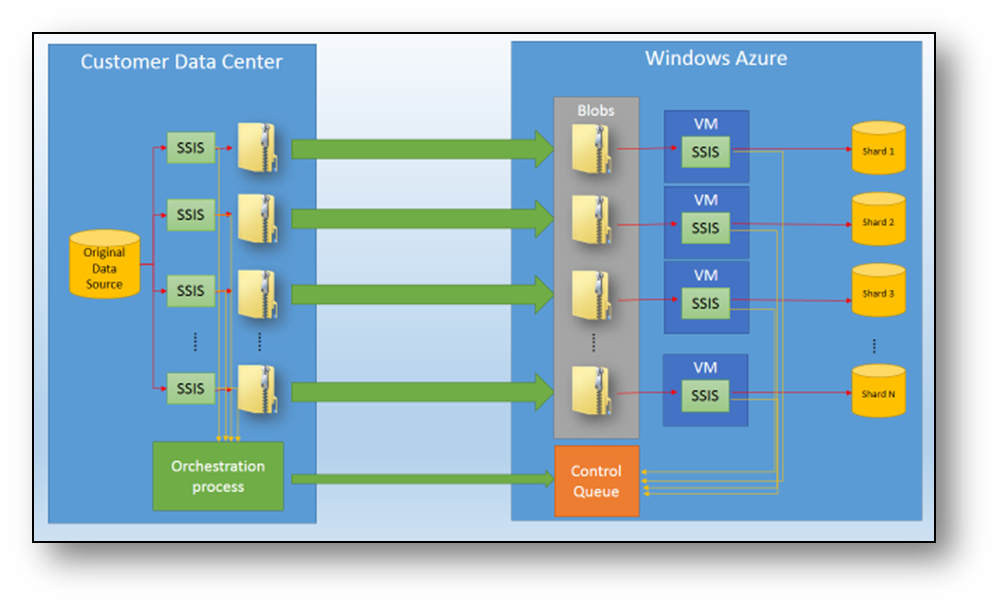 Customer Data Center
Windows Azure
Blobs
SSIS
SSIS
SSIS
SSIS
Original
Data
Source
Orchestration
process
VM
SSIS
VM
SSIS
VM
SSIS
VM
SSIS
Shard 1
Shard 2
Shard 3
Shard N
Control
Queue